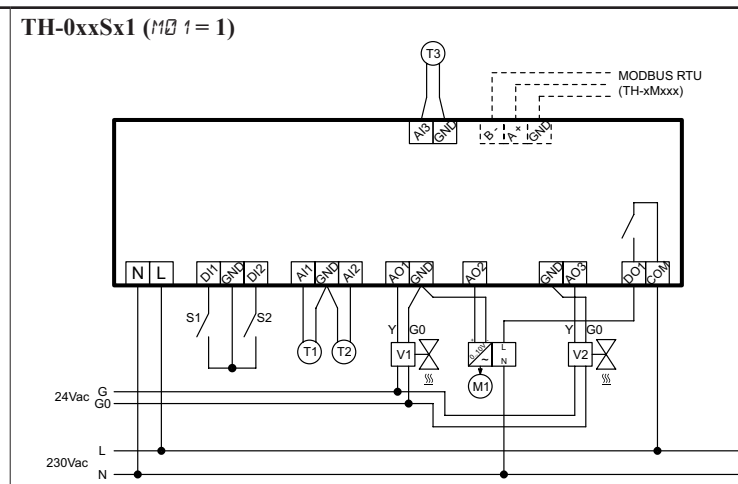 TH-0xxSx1 (M01 = 1)
T3
MODBUS RTU
(TH-xMxxx)
AI3 GND B - A + GND
N L DI1 GND DI2 AI1 GND AI2 AO1 GND AO2 GND AO3 DO1 COM
S1 S2 Y G0 Y G0
T1 T2 V1 0..10V ~ L N V2
M1
24Vac G
G0
L
230Vac
N